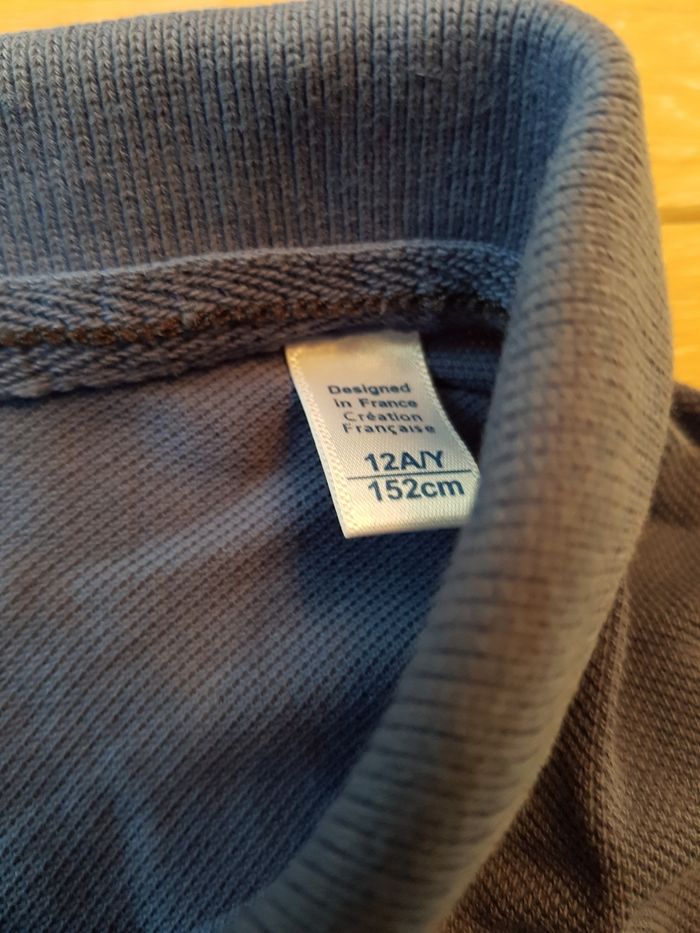 Designed
in France
Création
Française
12A/Y
152cm